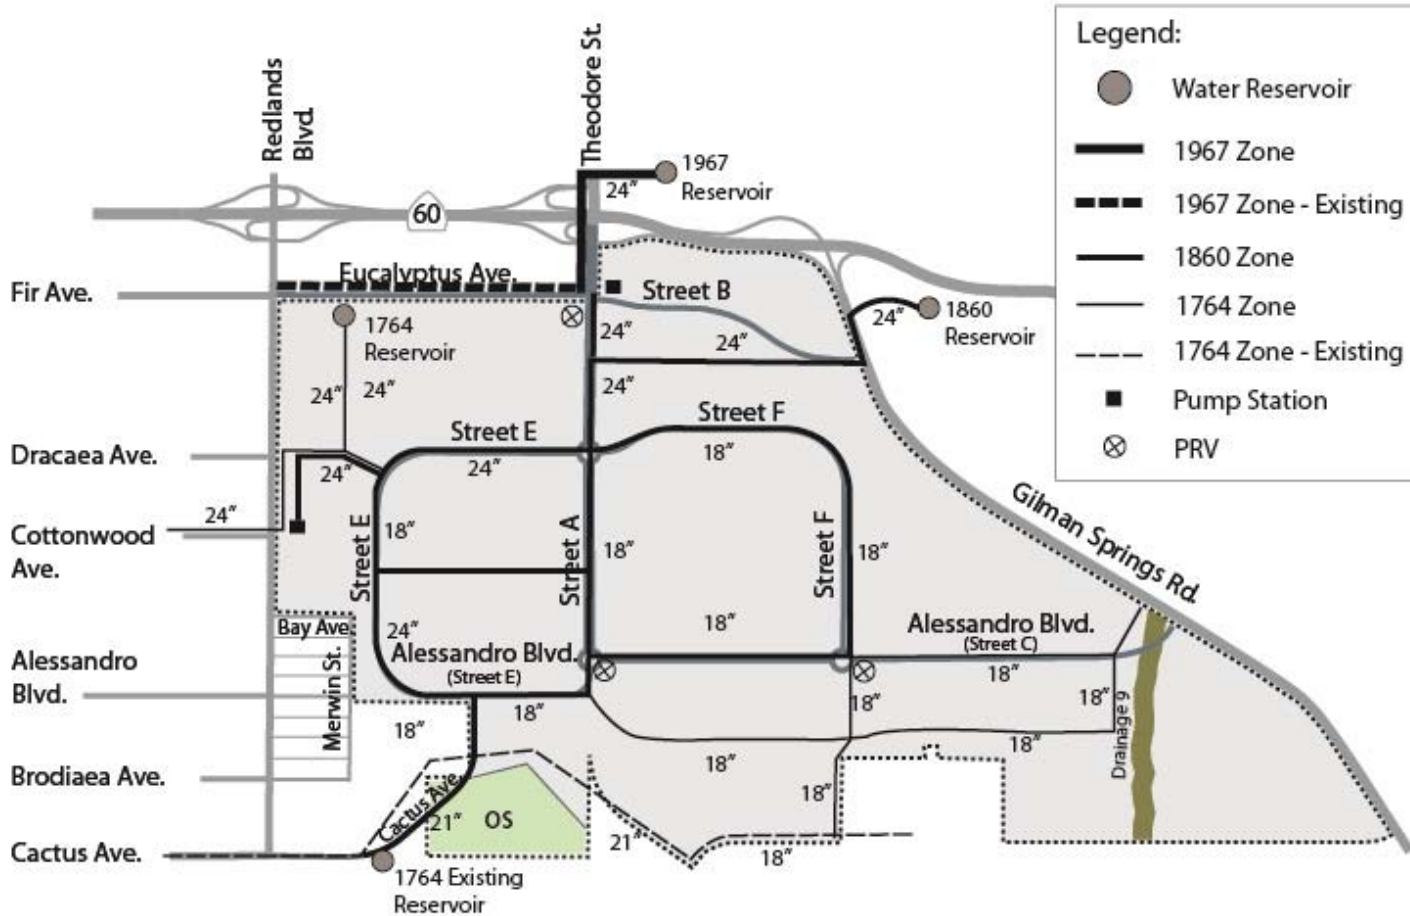 Redlands
Blvd.
Theodore St.
Legend:
Water Reservoir
1967 Zone
1967 Zone - Existing
1860 Zone
1764 Zone
1764 Zone - Existing
Pump Station
PRV
1967
Reservoir
24"
60
Eucalyptus Ave.
Fir Ave.
Street B
1764
Reservoir
24"
24"
24"
1860
Reservoir
24"
24"
24"
Street F
Street E
18"
Dracaea Ave.
24"
24"
24"
Cottonwood
Ave.
Street E
18"
Street A
18"
Street F
18"
Gilman Springs Rd.
Bay Ave
24"
18"
Alessandro Blvd.
(Street C)
Alessandro
Blvd.
Merwin St.
Alessandro Blvd.
(Street E)
18"
18"
18"
18"
18"
Drainage 9
18"
18"
Brodiaea Ave.
18"
Cactus Ave.
21"
OS
21"
18"
Cactus Ave.
1764 Existing
Reservoir